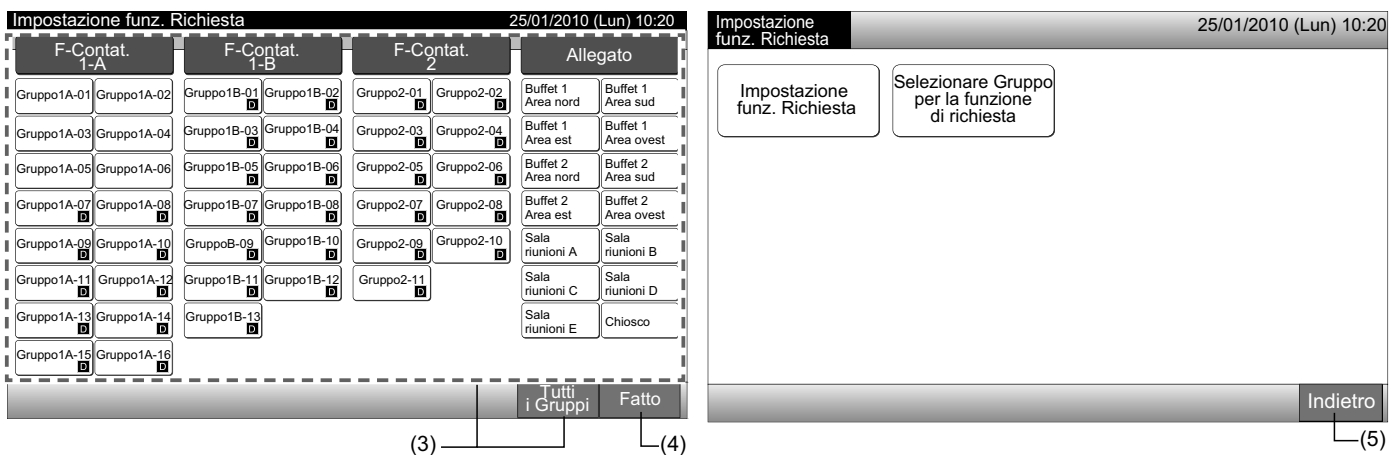 Impostazione funz. Richiesta 25/01/2010 (Lun) 10:20
F-Contat. 1-A F-Contat. 1-B F-Contat. 2 Allegato
Gruppo1A-01 Gruppo1A-02 Gruppo1B-01 D Gruppo1B-02 D Gruppo2-01 D Gruppo2-02 D Buffet 1 Area nord Buffet 1 Area sud
Gruppo1A-03 Gruppo1A-04 Gruppo1B-03 D Gruppo1B-04 D Gruppo2-03 D Gruppo2-04 D Buffet 1 Area est Buffet 1 Area ovest
Gruppo1A-05 Gruppo1A-06 Gruppo1B-05 D Gruppo1B-06 D Gruppo2-05 D Gruppo2-06 D Buffet 2 Area nord Buffet 2 Area sud
Gruppo1A-07 D Gruppo1A-08 D Gruppo1B-07 D Gruppo1B-08 D Gruppo2-07 D Gruppo2-08 D Buffet 2 Area est Buffet 2 Area ovest
Gruppo1A-09 D Gruppo1A-10 D GruppoB-09 D Gruppo1B-10 D Gruppo2-09 D Gruppo2-10 D Sala riunioni A Sala riunioni B
Gruppo1A-11 D Gruppo1A-12 D Gruppo1B-11 D Gruppo1B-12 D Gruppo2-11 D Sala riunioni C Sala riunioni D
Gruppo1A-13 D Gruppo1A-14 D Gruppo1B-13 D Sala riunioni E Chiosco
Gruppo1A-15 D Gruppo1A-16 D
Tutti i Gruppi Fatto
(3) (4)
Impostazione
funz. Richiesta
25/01/2010 (Lun) 10:20
Impostazione
funz. Richiesta
Selezionare Gruppo
per la funzione
di richiesta
Indietro
(5)